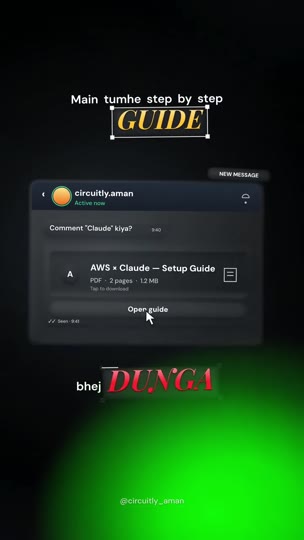 Main tumhe step by step
GUIDE
NEW MESSAGE
circuitly.aman
Active now
Comment "Claude" kiya?
9:40
A
AWS × Claude — Setup Guide
PDF · 2 pages · 1.2 MB
Tap to download
Open guide
✓✓ Seen · 9:41
bhej DUNGA
@circuitly_aman